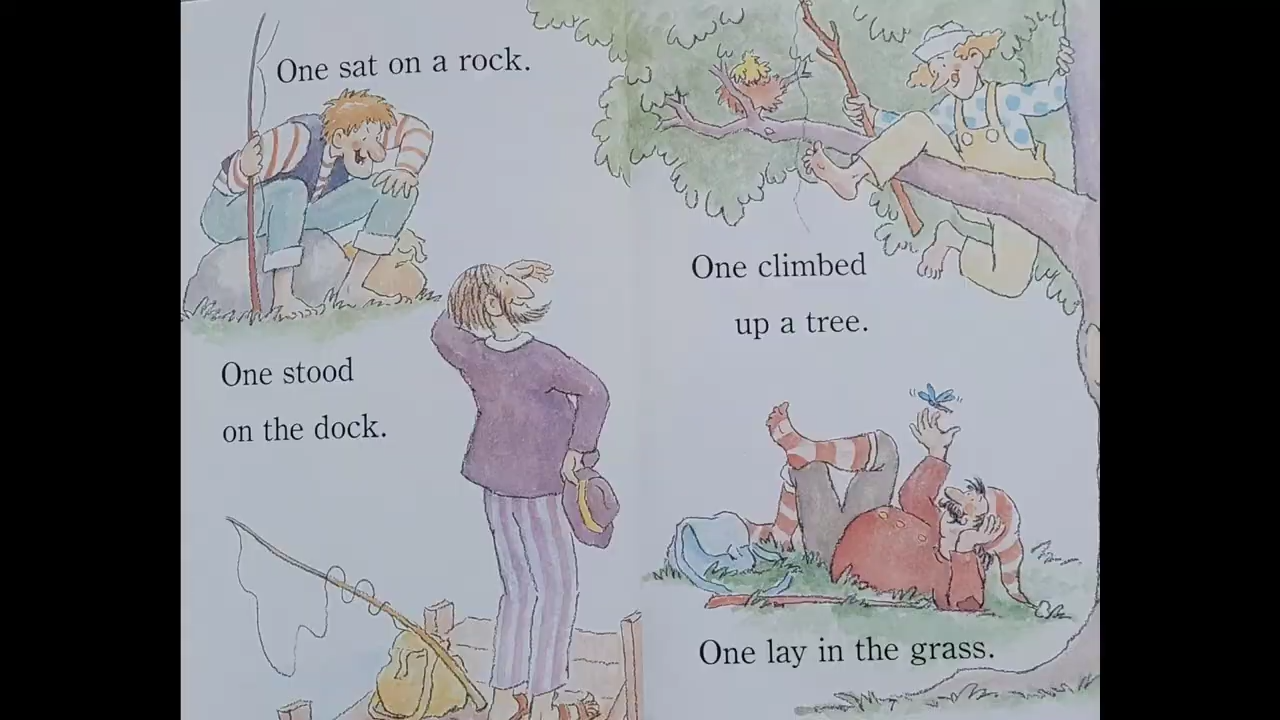 One sat on a rock.
One stood
on the dock.
One climbed
up a tree.
One lay in the grass.